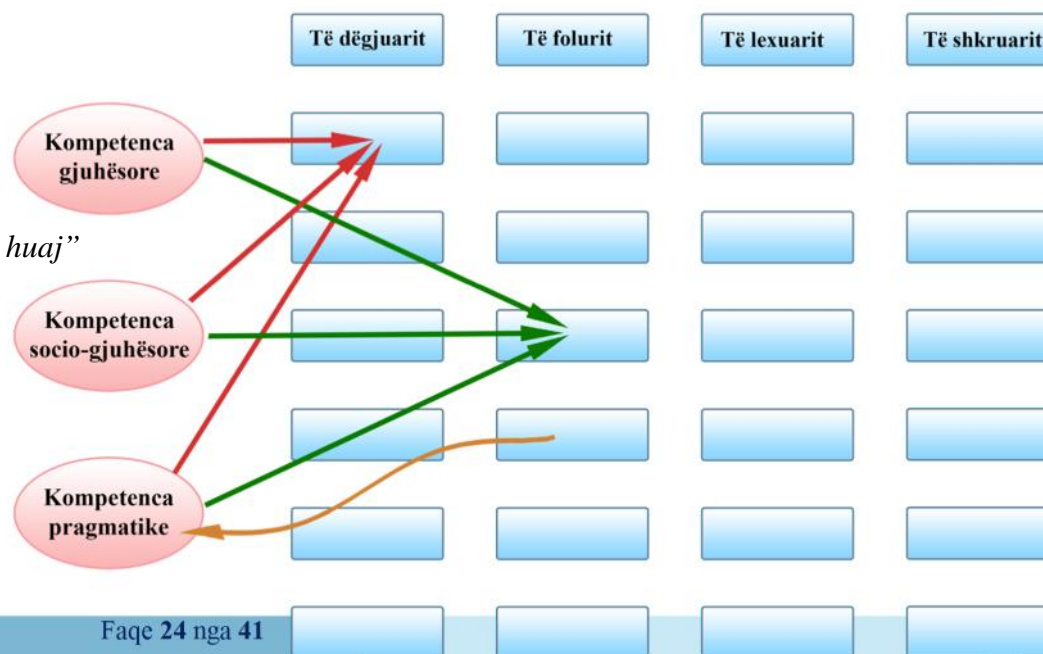 Të dëgjuarit
Të folurit
Të lexuarit
Të shkruarit
Kompetenca
gjuhësore
huaj”
Kompetenca
socio-gjuhësore
Kompetenca
pragmatike
Faqe 24 nga 41